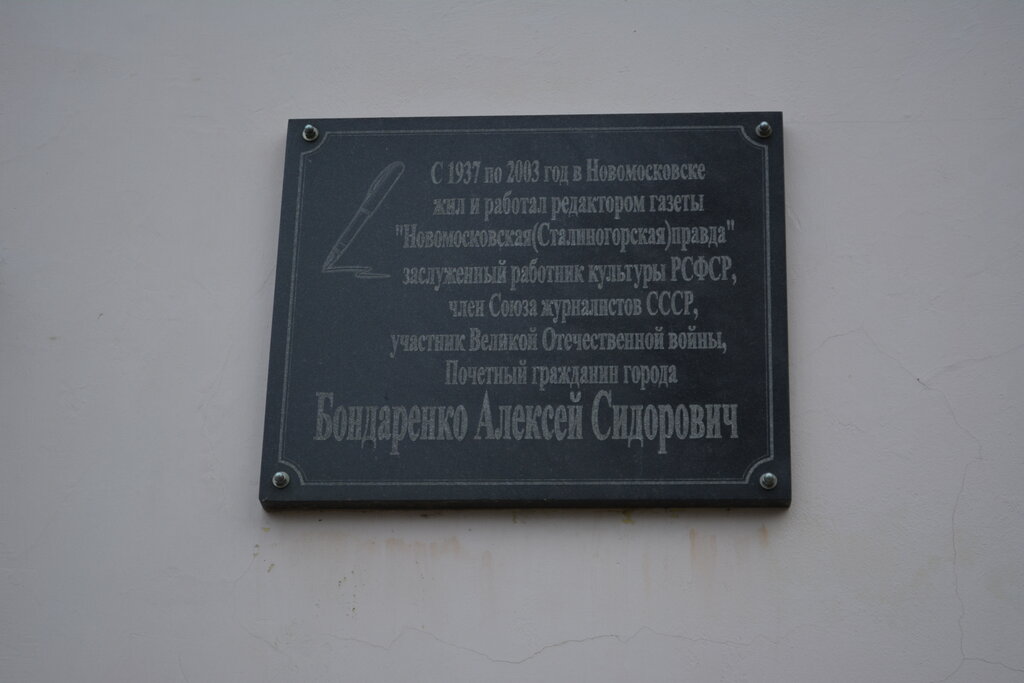 С 1937 по 2003 год в Новомосковске
жил и работал редактором газеты
"Новомосковская(Сталиногорская)правда"
заслуженный работник культуры РСФСР,
член Союза журналистов СССР,
участник Великой Отечественной войны,
Почетный гражданин города
Бондаренко Алексей Сидорович